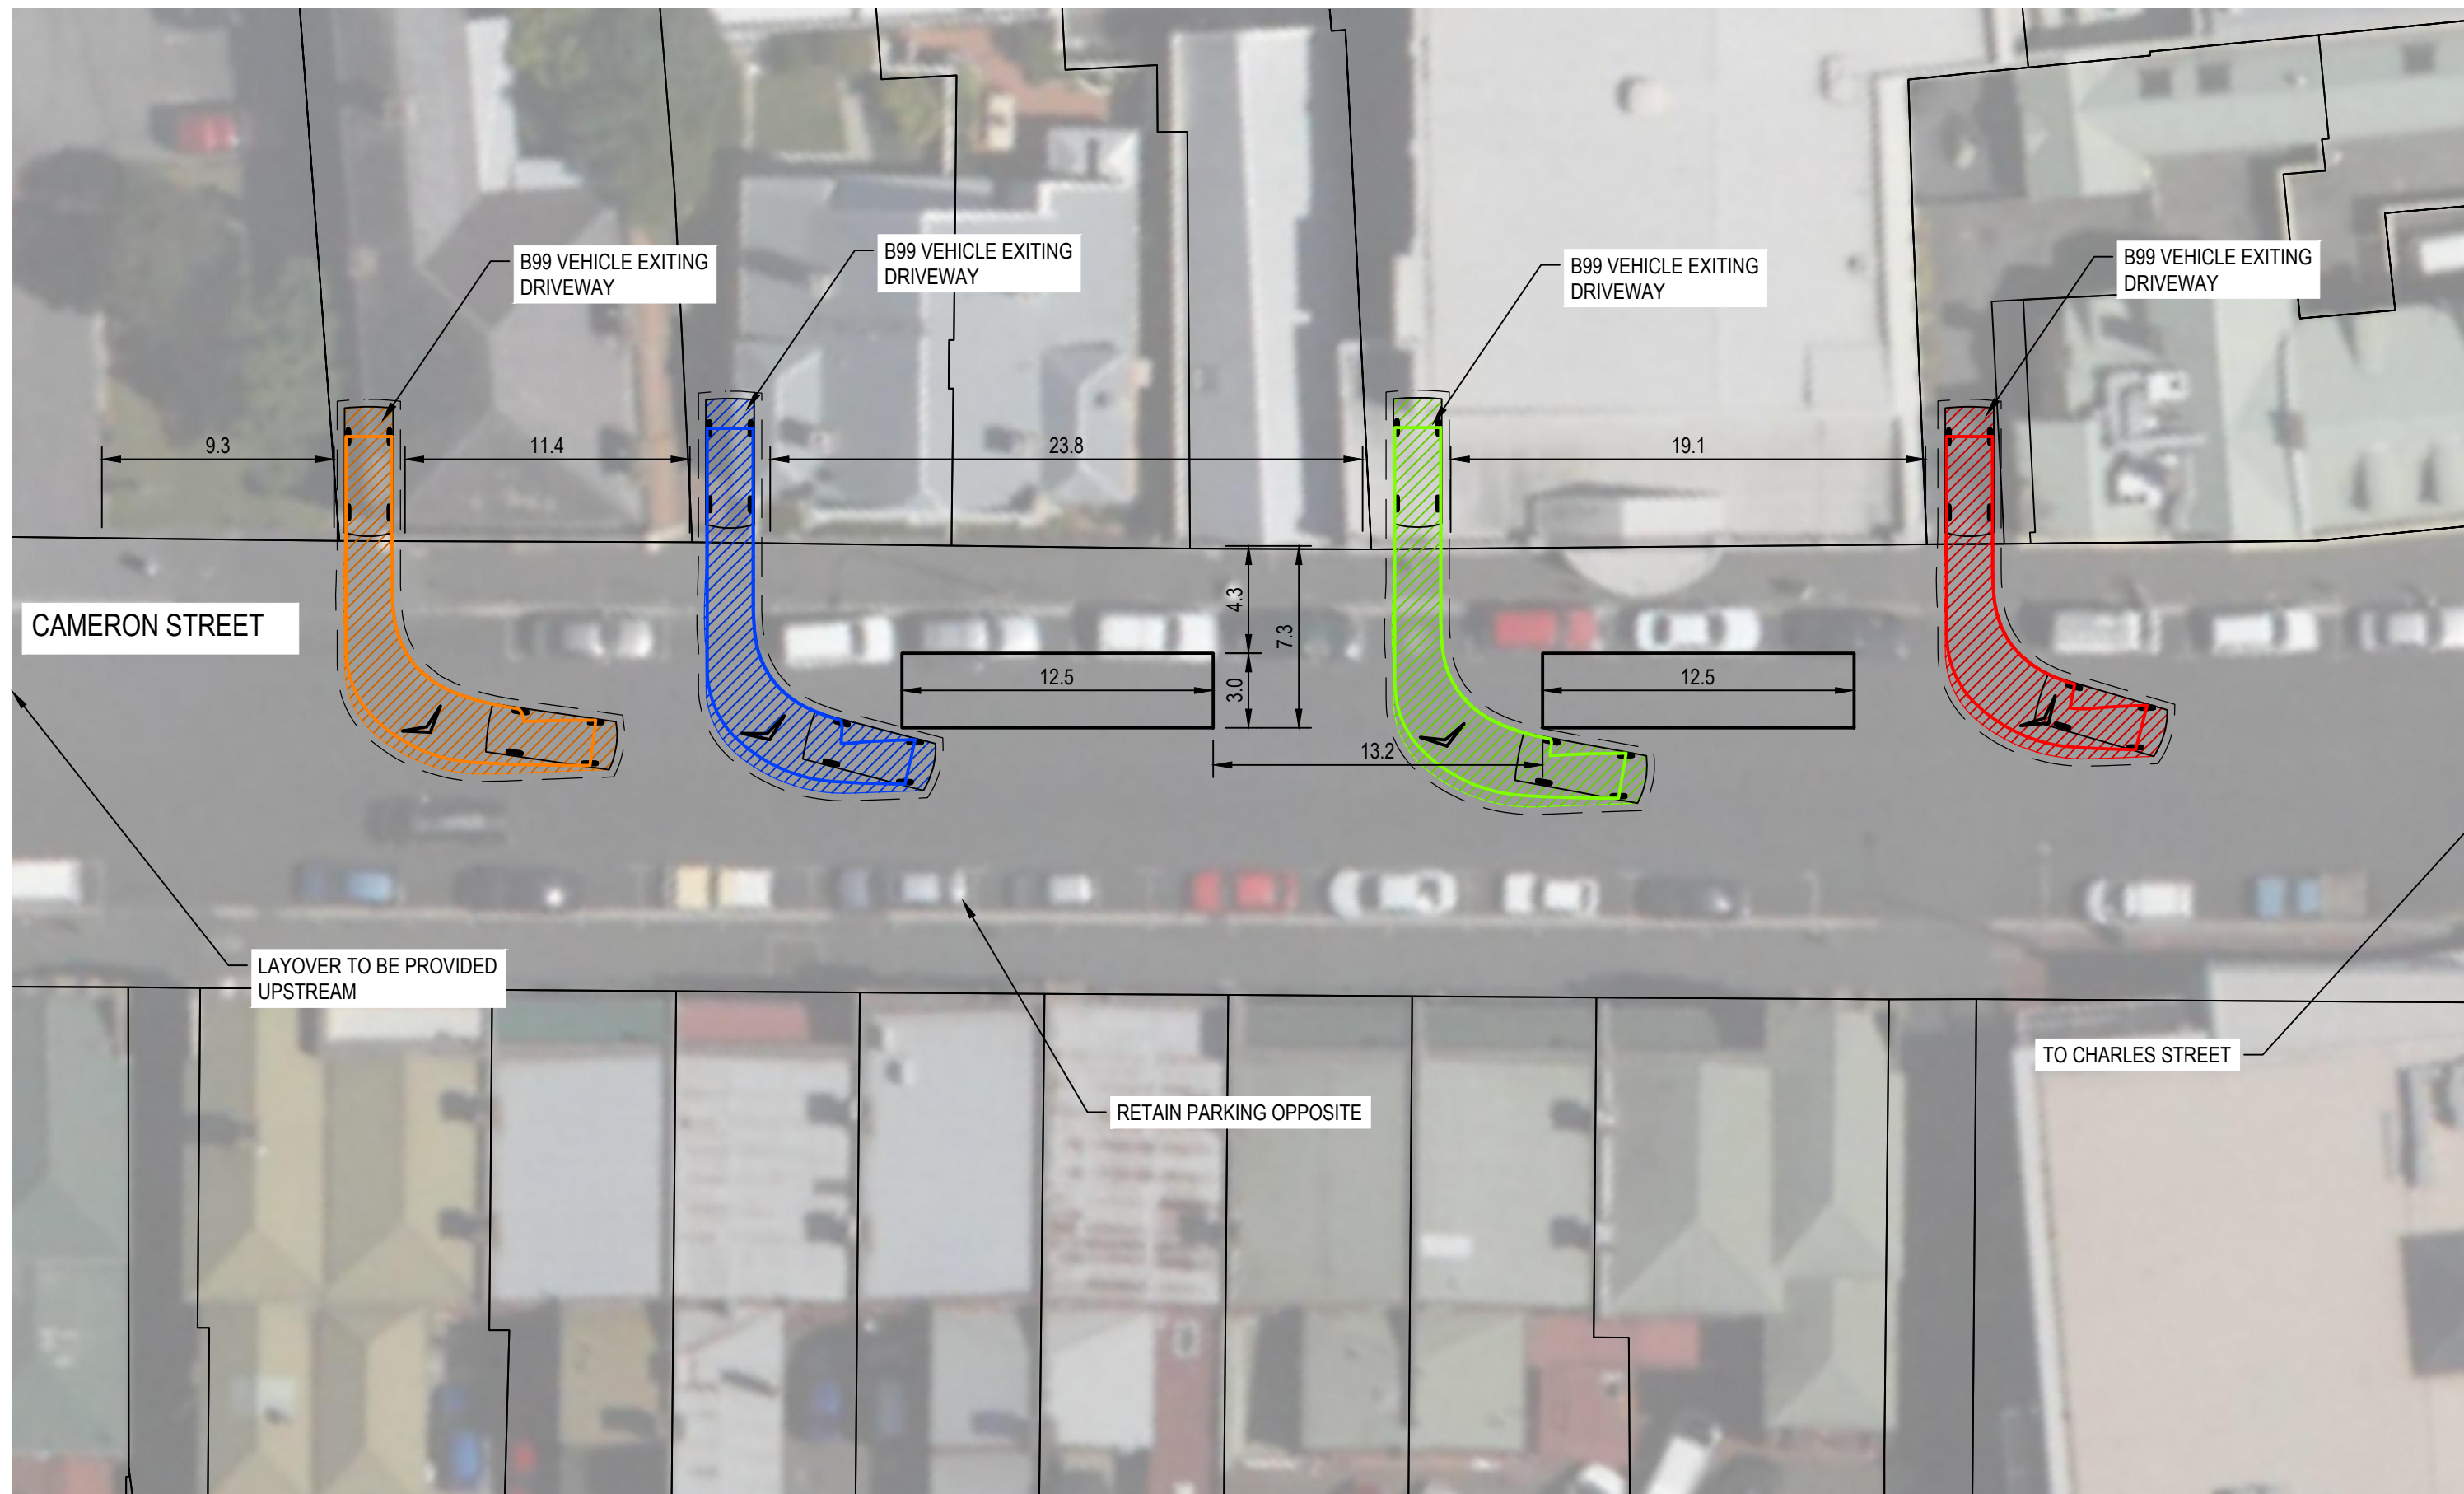 B99 VEHICLE EXITING
DRIVEWAY
B99 VEHICLE EXITING
DRIVEWAY
B99 VEHICLE EXITING
DRIVEWAY
B99 VEHICLE EXITING
DRIVEWAY
9.3
11.4
23.8
19.1
CAMERON STREET
4.3
7.3
3.0
12.5
12.5
13.2
LAYOVER TO BE PROVIDED
UPSTREAM
RETAIN PARKING OPPOSITE
TO CHARLES STREET